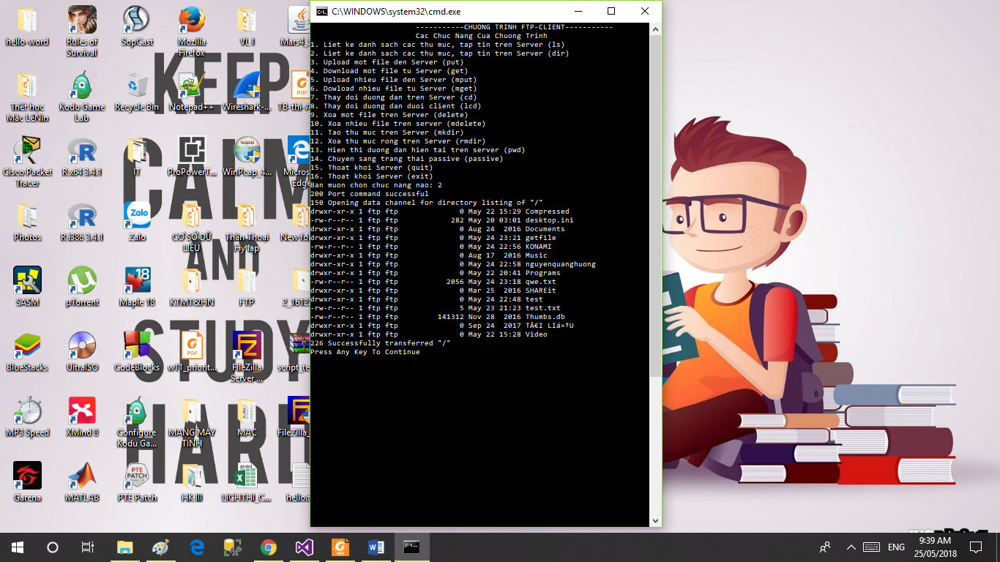 C:\WINDOWS\system32\cmd.exe
-----------CHUONG TRINH FTP-CLIENT-----------
Cac Chuc Nang Cua Chuong Trinh
1. Liet ke danh sach cac thu muc, tap tin tren Server (ls)
2. Liet ke danh sach cac thu muc, tap tin tren Server (dir)
3. Upload mot file den Server (put)
4. Download mot file tu Server (get)
5. Upload nhieu file den Server (mput)
6. Dowload nhieu file tu Server (mget)
7. Thay doi duong dan tren Server (cd)
8. Thay doi duong dan duoi client (lcd)
9. Xoa mot file tren Server (delete)
10. Xoa nhieu file tren server (mdelete)
11. Tao thu muc tren Server (mkdir)
12. Xoa thu muc rong tren Server (rmdir)
13. Hien thi duong dan hien tai tren server (pwd)
14. Chuyen sang trang thai passive (passive)
15. Thoat khoi Server (quit)
16. Thoat khoi Server (exit)
Ban muon chon chuc nang nao: 2
200 Port command successful
150 Opening data channel for directory listing of "/"
drwxr-xr-x 1 ftp ftp 0 May 22 15:29 Compressed
-rw-r--r-- 1 ftp ftp 282 May 20 03:01 desktop.ini
drwxr-xr-x 1 ftp ftp 0 Aug 24 2016 Documents
drwxr-xr-x 1 ftp ftp 0 May 24 23:21 getfile
-rw-r--r-- 1 ftp ftp 0 May 24 22:56 KONAMI
drwxr-xr-x 1 ftp ftp 0 Aug 17 2016 Music
drwxr-xr-x 1 ftp ftp 0 May 24 22:58 nguyenquanghuong
drwxr-xr-x 1 ftp ftp 0 May 22 20:41 Programs
-rw-r--r-- 1 ftp ftp 2056 May 24 23:18 qwe.txt
drwxr-xr-x 1 ftp ftp 0 Mar 25 2016 SHAREit
drwxr-xr-x 1 ftp ftp 0 May 24 22:48 test
-rw-r--r-- 1 ftp ftp 5 May 23 21:23 test.txt
-rw-r--r-- 1 ftp ftp 141312 Nov 28 2016 Thumbs.db
drwxr-xr-x 1 ftp ftp 0 Sep 24 2017 TÀI LIỆU
drwxr-xr-x 1 ftp ftp 0 May 22 15:28 Video
226 Successfully transferred "/"
Press Any Key To Continue
KEEP
CALM
AND
STUDY
HARD
hello-word
Rules of Survival
SopCast
Mozilla Firefox
VL I
Mars4_
Triết học Mác LêNin
Kodu Game Lab
Recycle Bin
Notepad++
Wireshark-...
TB-thi-A
Cisco Packet Tracer
R x64 3.4.1
IT
ProPowerT...
WinPcap_4...
Micros
Edge
Photos
R i386 3.4.1
Zalo
CƠ SỞ DỮ LIỆU
Thần Thoại Hy lạp
New fo
SASM
µTorrent
Maple 18
KTMT&HN
FTP
2_1612
BlueStacks
UltraISO
CodeBlocks
w11_priorit...
FileZilla Server ...
script_te
MP3 Speed
XMind 8
Configure Kodu Ga...
MẠNG MÁY TÍNH
MAC
FileZilla_
Garena
MATLAB
PTE Patch
HK III
LICHTHI_C...
hello.
ENG
9:39 AM
25/05/2018